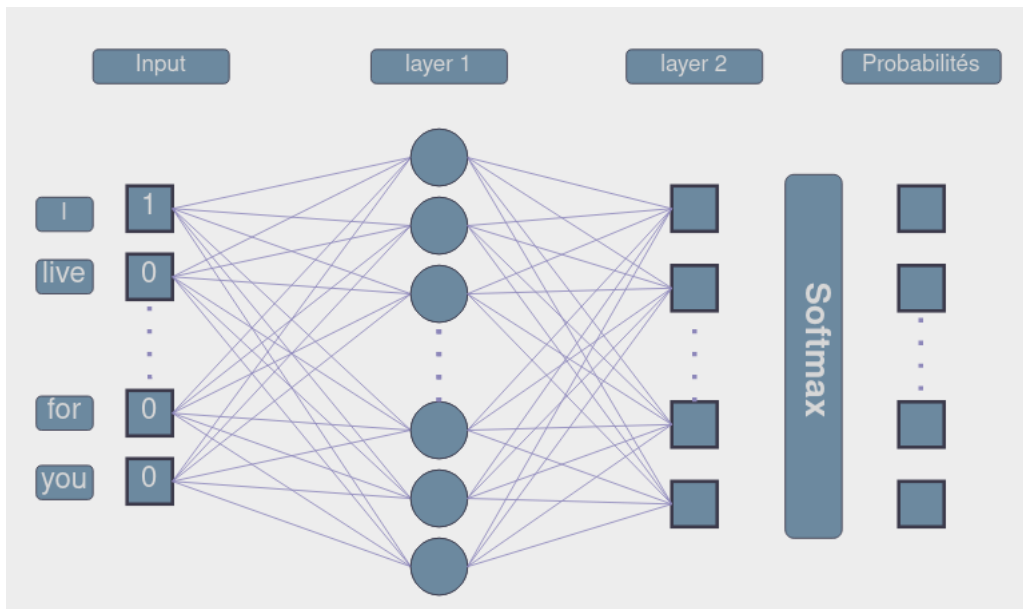 Input
layer 1
layer 2
Probabilités
I
1
live
0
for
0
you
0
Softmax